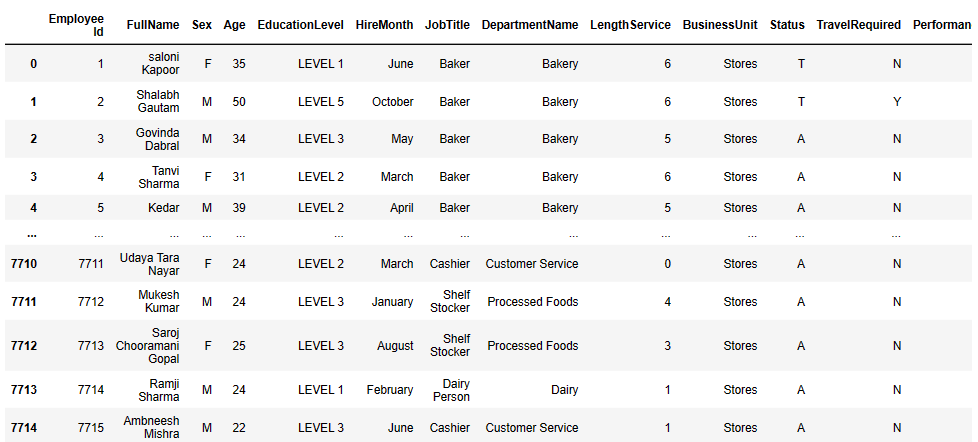 Employee Id FullName Sex Age EducationLevel HireMonth JobTitle DepartmentName LengthService BusinessUnit Status TravelRequired Performan
0 1 saloni Kapoor F 35 LEVEL 1 June Baker Bakery 6 Stores T N
1 2 Shalabh Gautam M 50 LEVEL 5 October Baker Bakery 6 Stores T Y
2 3 Govinda Dabral M 34 LEVEL 3 May Baker Bakery 5 Stores A N
3 4 Tanvi Sharma F 31 LEVEL 2 March Baker Bakery 6 Stores A N
4 5 Kedar M 39 LEVEL 2 April Baker Bakery 5 Stores A N
... ... ... ... ... ... ... ... ... ... ... ... ...
7710 7711 Udaya Tara Nayar F 24 LEVEL 2 March Cashier Customer Service 0 Stores A N
7711 7712 Mukesh Kumar M 24 LEVEL 3 January Shelf Stocker Processed Foods 4 Stores A N
7712 7713 Saroj Chooramani Gopal F 25 LEVEL 3 August Shelf Stocker Processed Foods 3 Stores A N
7713 7714 Ramji Sharma M 24 LEVEL 1 February Dairy Person Dairy 1 Stores A N
7714 7715 Ambneesh Mishra M 22 LEVEL 3 June Cashier Customer Service 1 Stores A N